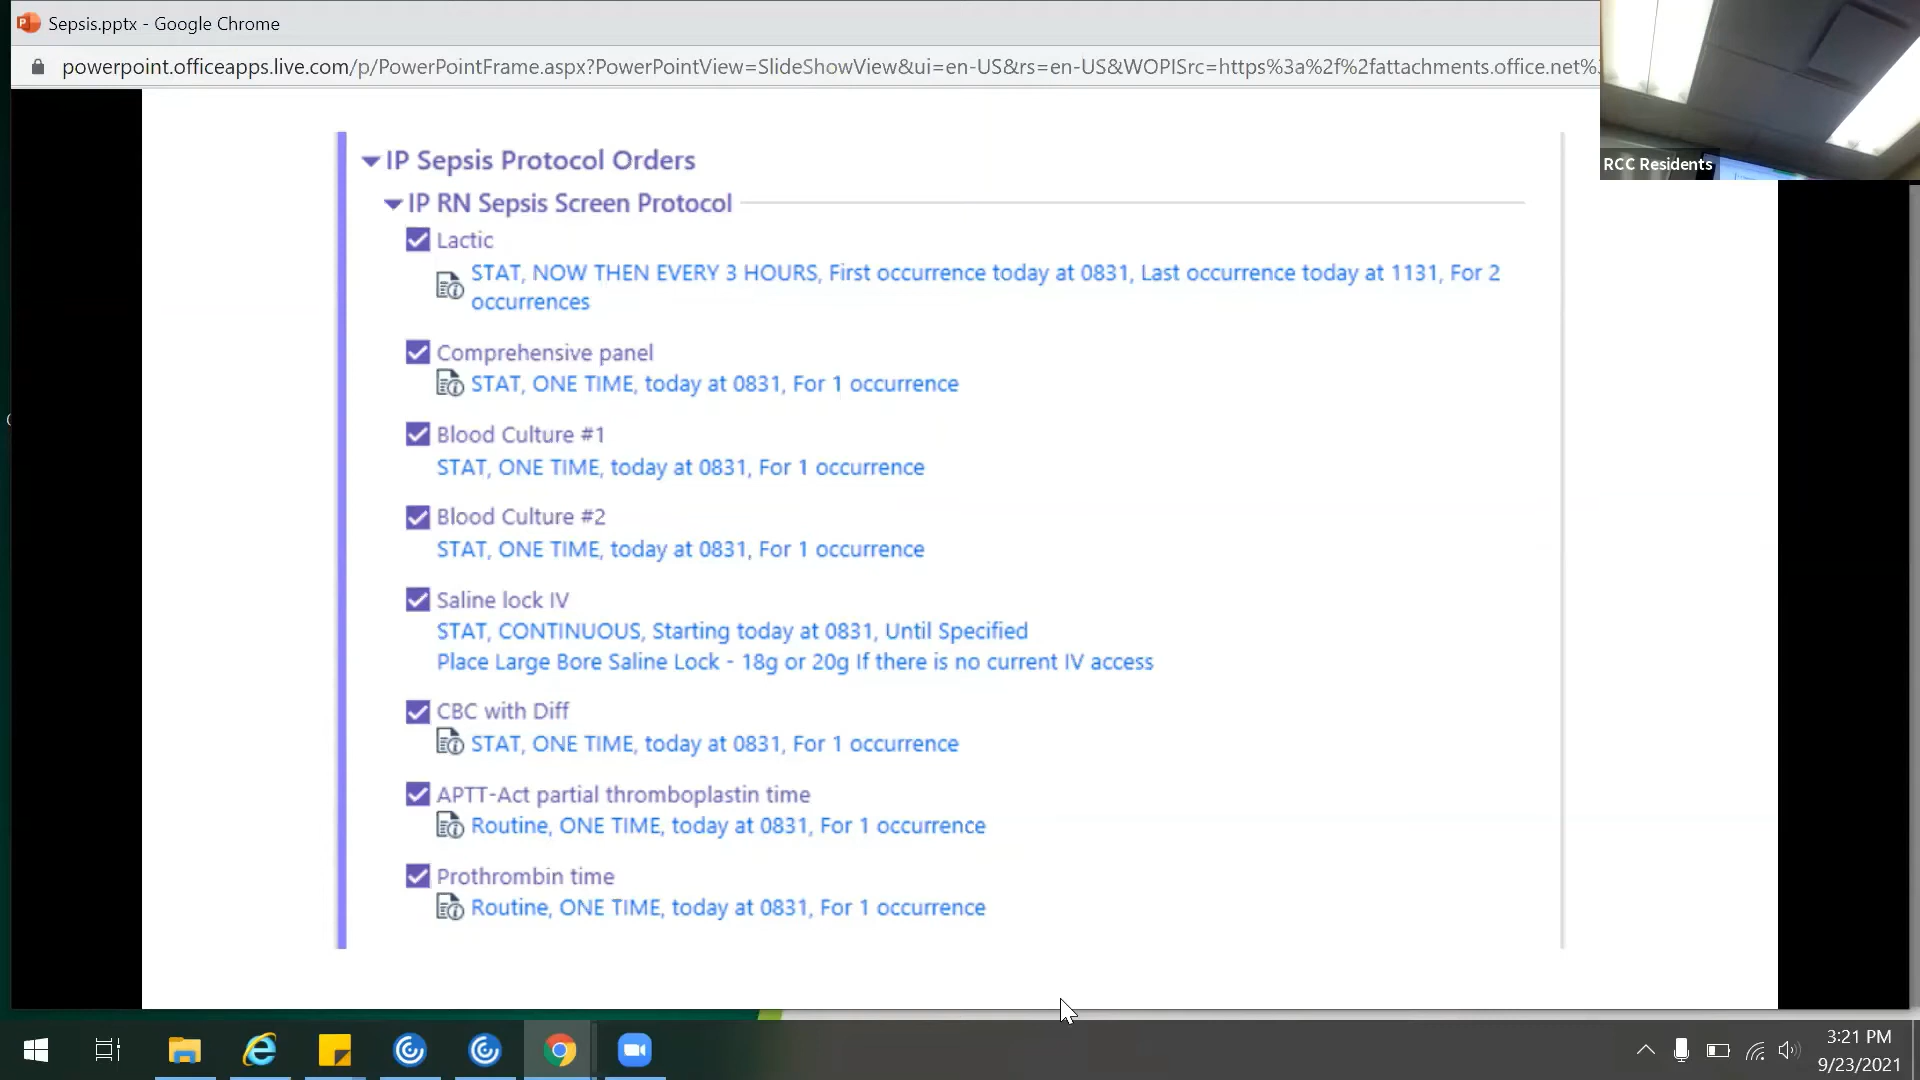 Sepsis.pptx - Google Chrome
powerpoint.officeapps.live.com/p/PowerPointFrame.aspx?PowerPointView=SlideShowView&ui=en-US&rs=en-US&WOPISrc=https%3a%2f%2fattachments.office.net%
RCC Residents
IP Sepsis Protocol Orders
IP RN Sepsis Screen Protocol
Lactic
STAT, NOW THEN EVERY 3 HOURS, First occurrence today at 0831, Last occurrence today at 1131, For 2
occurrences
Comprehensive panel
STAT, ONE TIME, today at 0831, For 1 occurrence
Blood Culture #1
STAT, ONE TIME, today at 0831, For 1 occurrence
Blood Culture #2
STAT, ONE TIME, today at 0831, For 1 occurrence
Saline lock IV
STAT, CONTINUOUS, Starting today at 0831, Until Specified
Place Large Bore Saline Lock - 18g or 20g If there is no current IV access
CBC with Diff
STAT, ONE TIME, today at 0831, For 1 occurrence
APTT-Act partial thromboplastin time
Routine, ONE TIME, today at 0831, For 1 occurrence
Prothrombin time
Routine, ONE TIME, today at 0831, For 1 occurrence
3:21 PM
9/23/2021